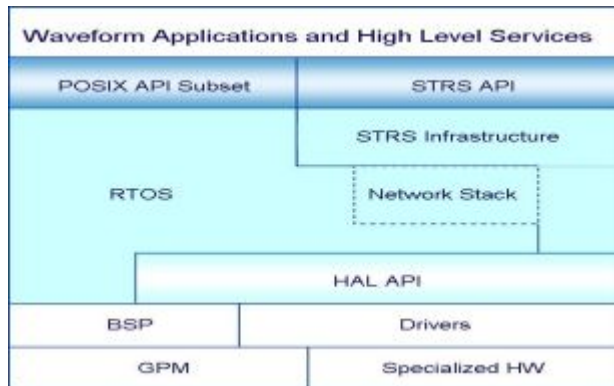 Waveform Applications and High Level Services
POSIX API Subset
STRS API
STRS Infrastructure
RTOS
Network Stack
HAL API
BSP
Drivers
GPM
Specialized HW